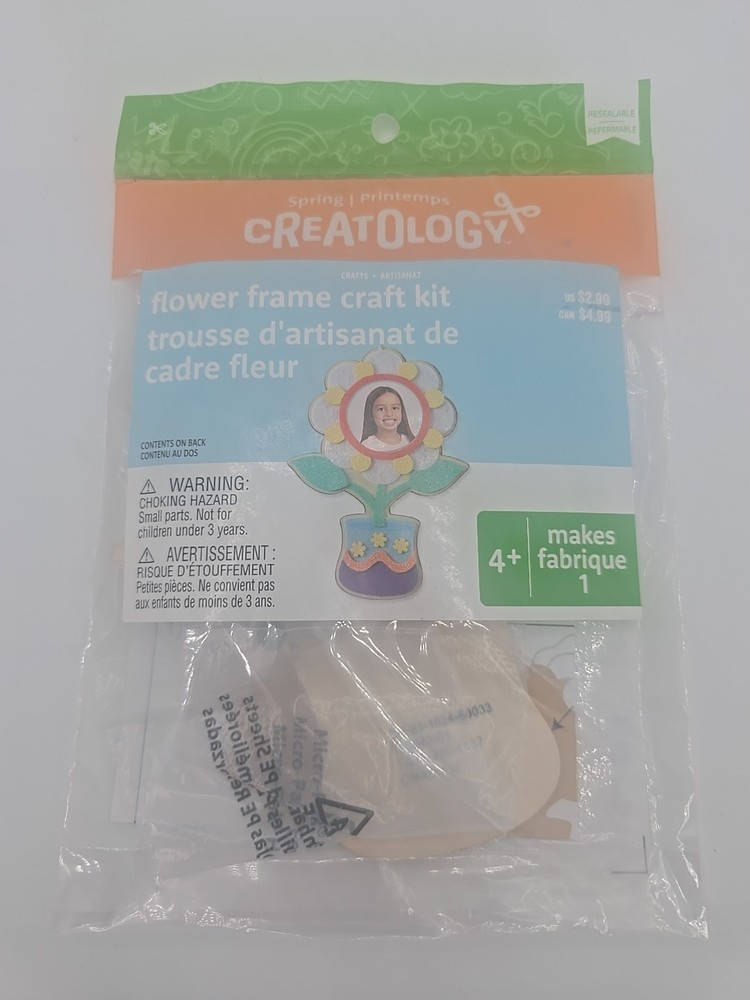 RESEALABLE
REFERMABLE
Spring | Printemps
CREATOLOGY™
CRAFTS • ARTISANAT
flower frame craft kit
trousse d'artisanat de
cadre fleur
US $2.99
CAN $4.99
CONTENTS ON BACK
CONTENU AU DOS
⚠ WARNING:
CHOKING HAZARD
Small parts. Not for
children under 3 years.
⚠ AVERTISSEMENT :
RISQUE D'ÉTOUFFEMENT
Petites pièces. Ne convient pas
aux enfants de moins de 3 ans.
4+
makes
fabrique
1